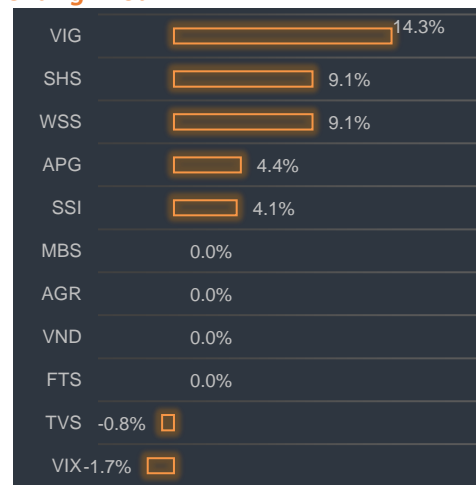 VIG 14.3%
SHS 9.1%
WSS 9.1%
APG 4.4%
SSI 4.1%
MBS 0.0%
AGR 0.0%
VND 0.0%
FTS 0.0%
TVS -0.8%
VIX -1.7%